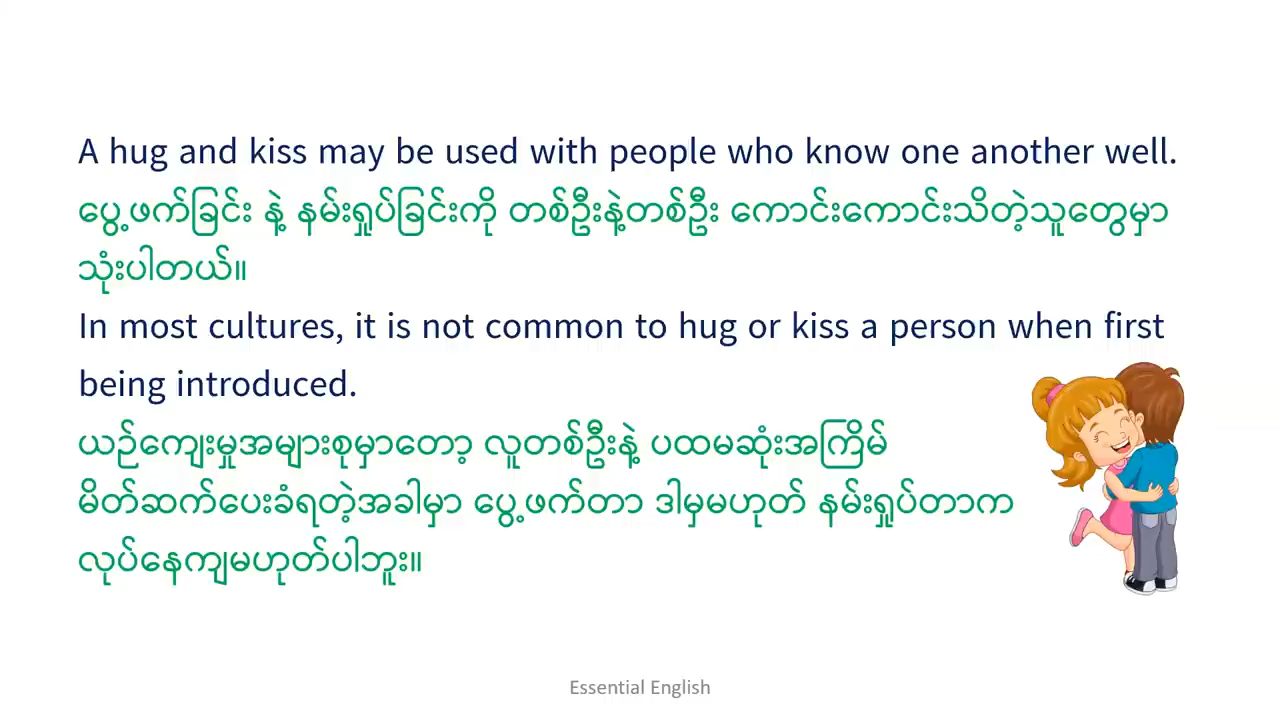 A hug and kiss may be used with people who know one another well.
ပွေ့ဖက်ခြင်း နဲ့ နမ်းရှုပ်ခြင်းကို တစ်ဦးနဲ့တစ်ဦး ကောင်းကောင်းသိတဲ့သူတွေမှာ
သုံးပါတယ်။
In most cultures, it is not common to hug or kiss a person when first
being introduced.
ယဉ်ကျေးမှုအများစုမှာတော့ လူတစ်ဦးနဲ့ ပထမဆုံးအကြိမ်
မိတ်ဆက်ပေးခံရတဲ့အခါမှာ ပွေ့ဖက်တာ ဒါမှမဟုတ် နမ်းရှုပ်တာက
လုပ်နေကျမဟုတ်ပါဘူး။
Essential English